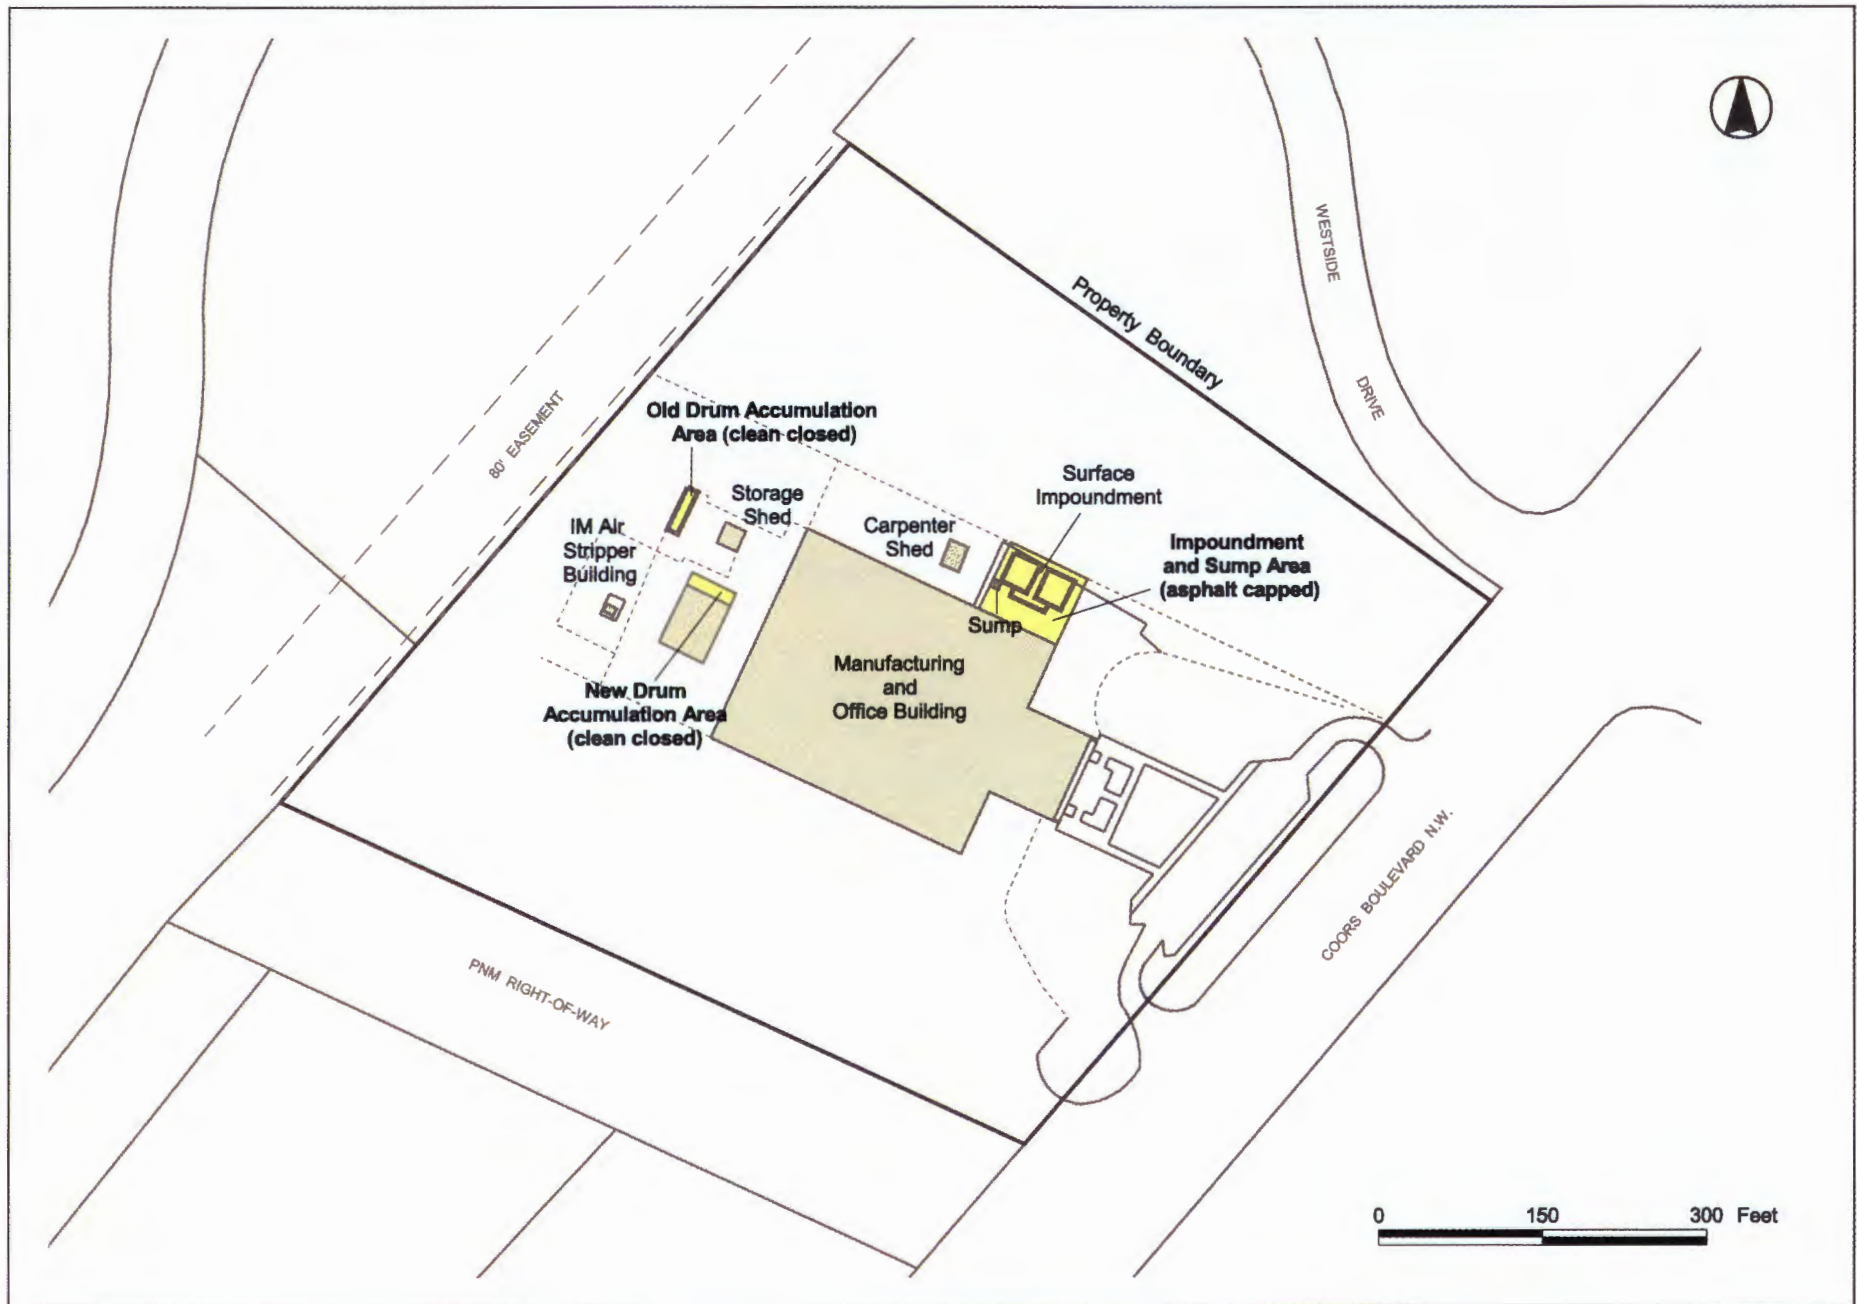 WESTSIDE
DRIVE
Property Boundary
80' EASEMENT
Old Drum Accumulation
Area (clean closed)
Storage
Shed
IM Air
Stripper
Building
Carpenter
Shed
Surface
Impoundment
Impoundment
and Sump Area
(asphalt capped)
Sump
Manufacturing
and
Office Building
New Drum
Accumulation Area
(clean closed)
COORS BOULEVARD N.W.
PNM RIGHT-OF-WAY
0 150 300 Feet